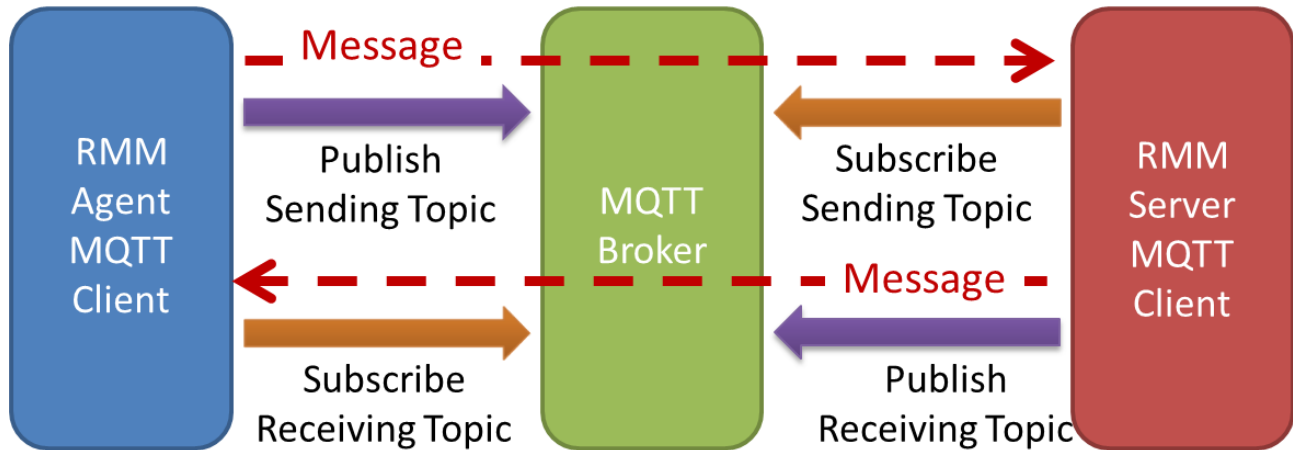 RMM
Agent
MQTT
Client
Message
Publish
Sending Topic
Subscribe
Receiving Topic
MQTT
Broker
Subscribe
Sending Topic
Message
Publish
Receiving Topic
RMM
Server
MQTT
Client